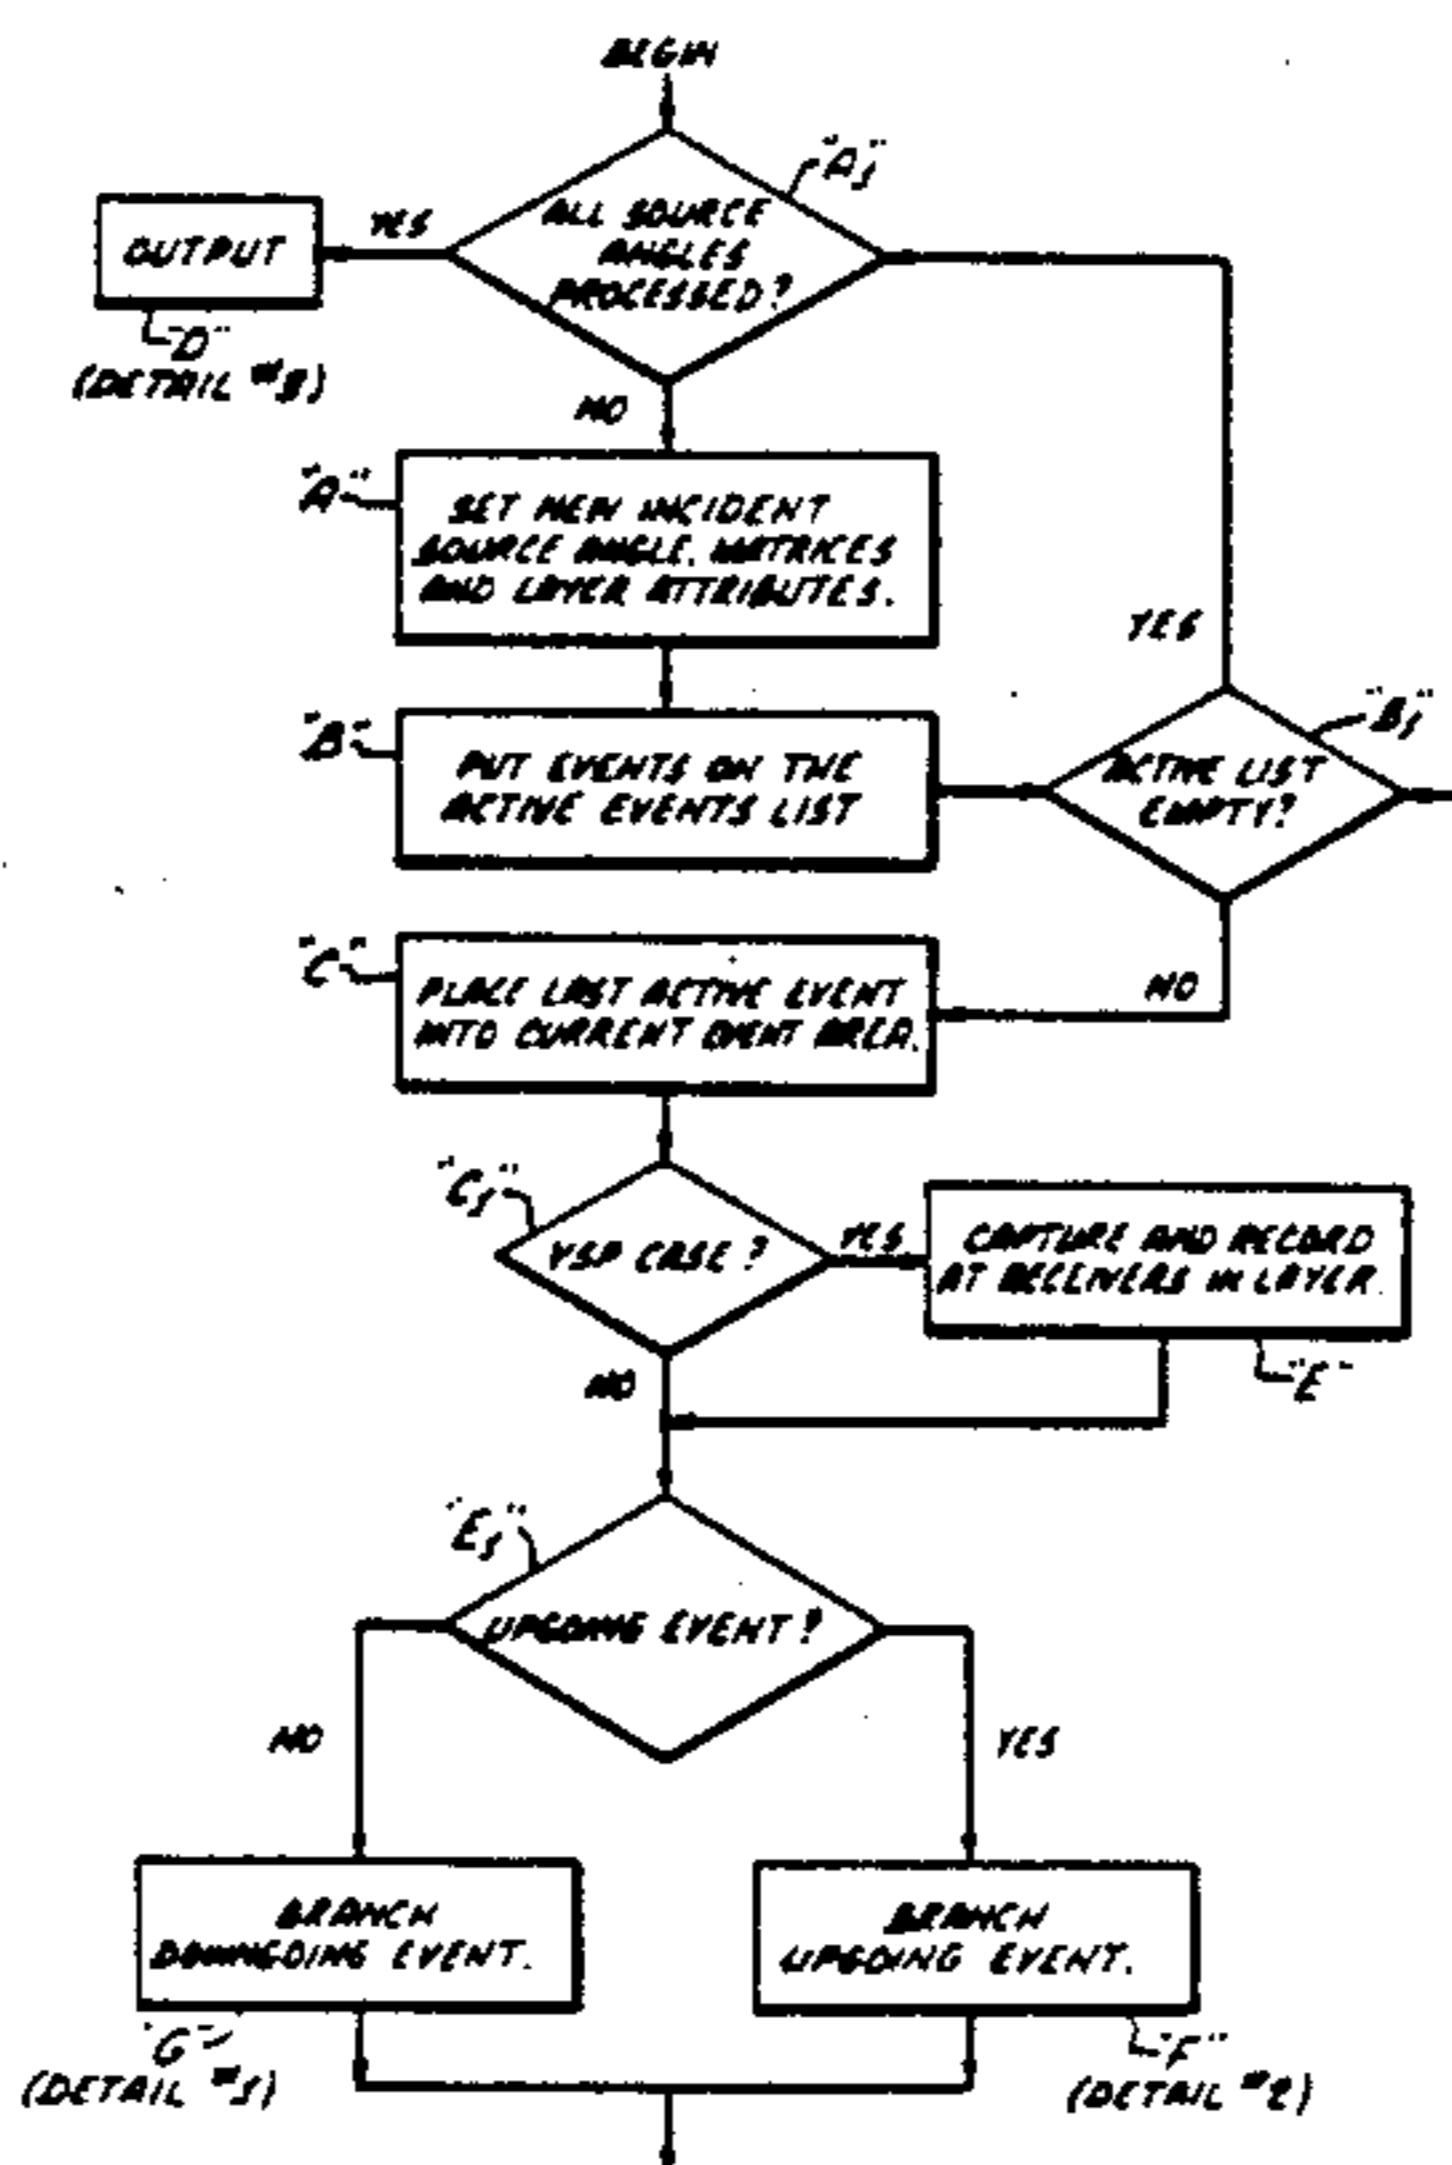 BEGIN
"A1"
ALL SOURCE
ANGLES
PROCESSED?
YES
OUTPUT
"D"
(DETAIL #3)
NO
"A"
SET NEW INCIDENT
SOURCE ANGLE, MATRICES
AND LAYER ATTRIBUTES.
YES
"B"
PUT EVENTS ON THE
ACTIVE EVENTS LIST
"B1"
ACTIVE LIST
EMPTY?
"C"
PLACE LAST ACTIVE EVENT
INTO CURRENT EVENT AREA.
NO
"C1"
VSP CASE?
YES
CAPTURE AND RECORD
AT RECEIVERS IN LAYER.
"E"
NO
"E1"
UPGOING EVENT?
NO
YES
BRANCH
DOWNGOING EVENT.
BRANCH
UPGOING EVENT.
"G"
(DETAIL #1)
"F"
(DETAIL #2)